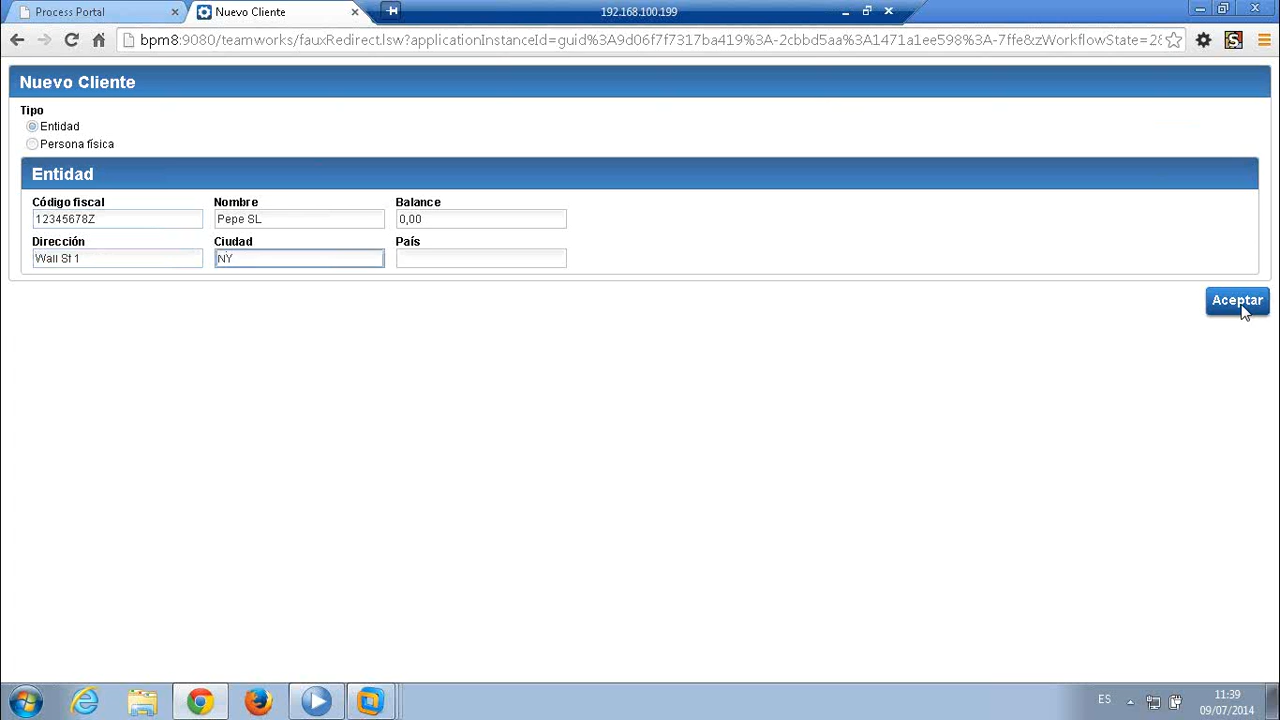 Process Portal
Nuevo Cliente
192.168.100.199
bpm8:9080/teamworks/fauxRedirect.lsw?applicationInstanceId=guid%3A9d06f7f7317ba419%3A-2cbbd5aa%3A1471a1ee598%3A-7ffe&zWorkflowState=28
Nuevo Cliente
Tipo
Entidad
Persona física
Entidad
Código fiscal Nombre Balance
12345678Z Pepe SL 0,00
Dirección Ciudad País
Wall St 1 NY
Aceptar
ES
11:39
09/07/2014